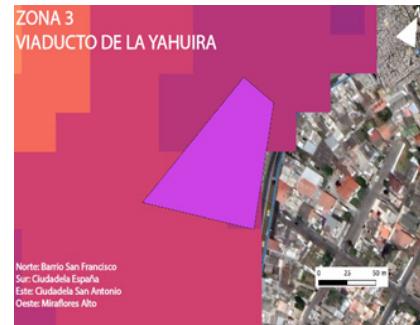 ZONA 3
VIADUCTO DE LA YAHUIRA
Norte: Barrio San Francisco
Sur: Ciudadela España
Este: Ciudadela San Antonio
Oeste: Miraflores Alto
0 25 50 m